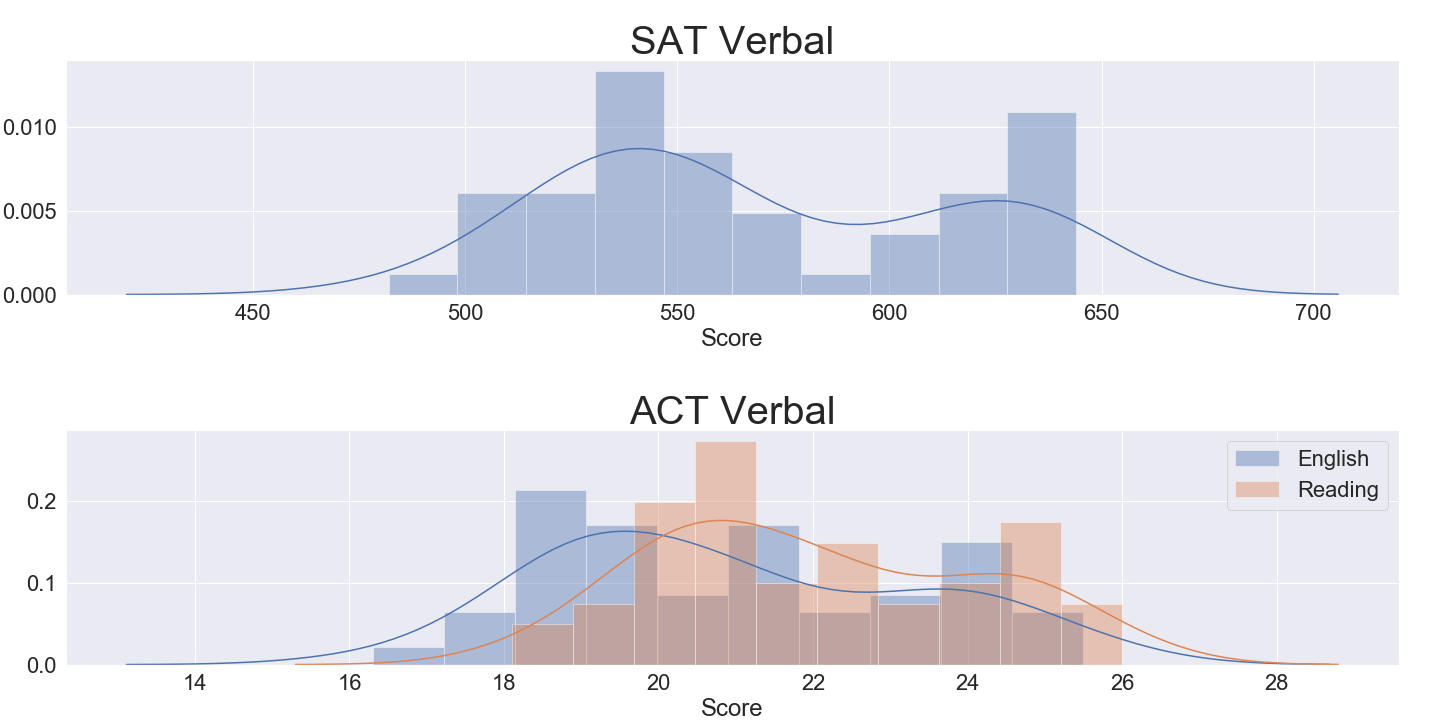 SAT Verbal
0.010
0.005
0.000
450 500 550 600 650 700
Score
ACT Verbal
English
Reading
0.2
0.1
0.0
14 16 18 20 22 24 26 28
Score